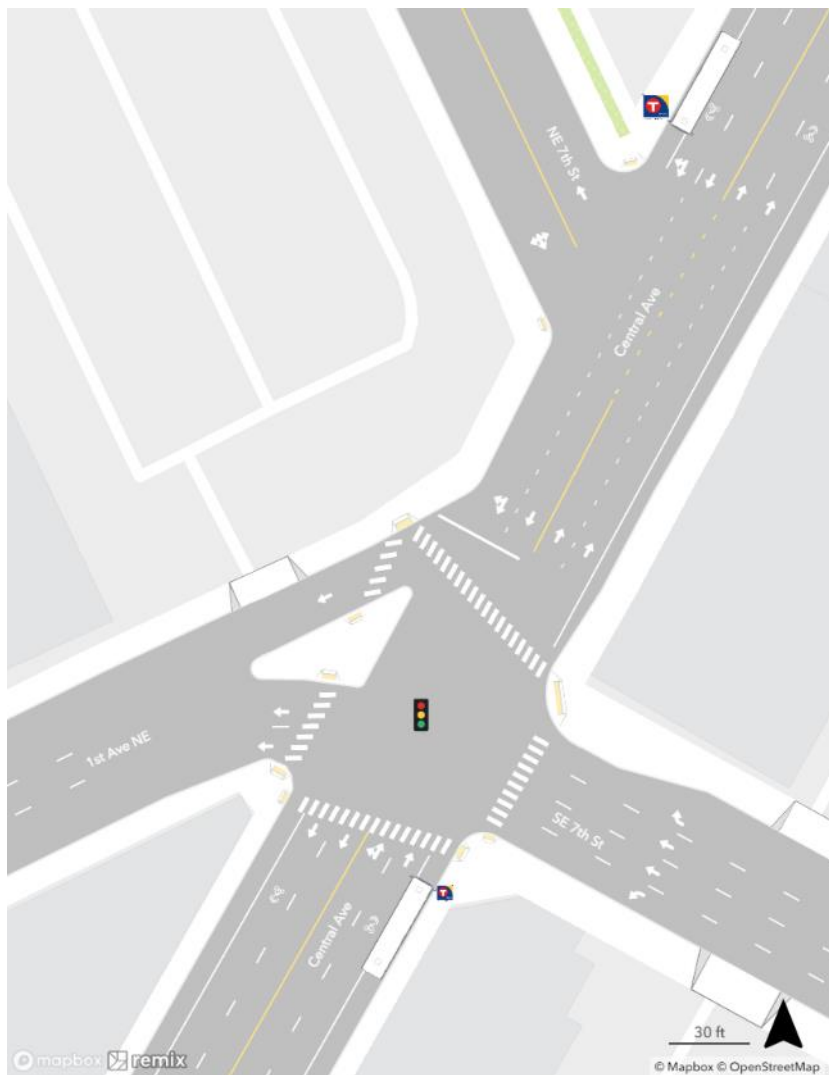 NE 7th St
Central Ave
1st Ave NE
SE 7th St
Central Ave
30 ft
mapbox remix
© Mapbox © OpenStreetMap